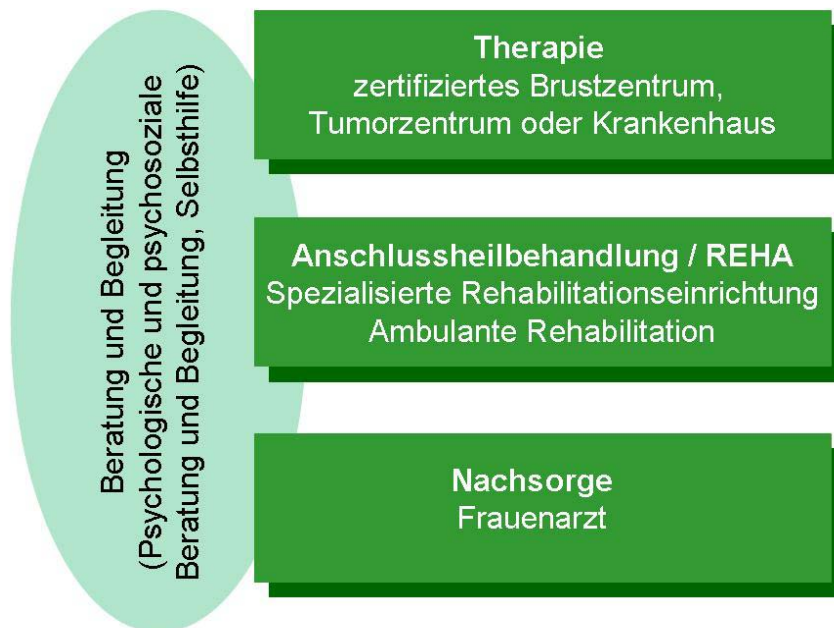 Beratung und Begleitung
(Psychologische und psychosoziale
Beratung und Begleitung, Selbsthilfe)
Therapie
zertifiziertes Brustzentrum,
Tumorzentrum oder Krankenhaus
Anschlussheilbehandlung / REHA
Spezialisierte Rehabilitationseinrichtung
Ambulante Rehabilitation
Nachsorge
Frauenarzt